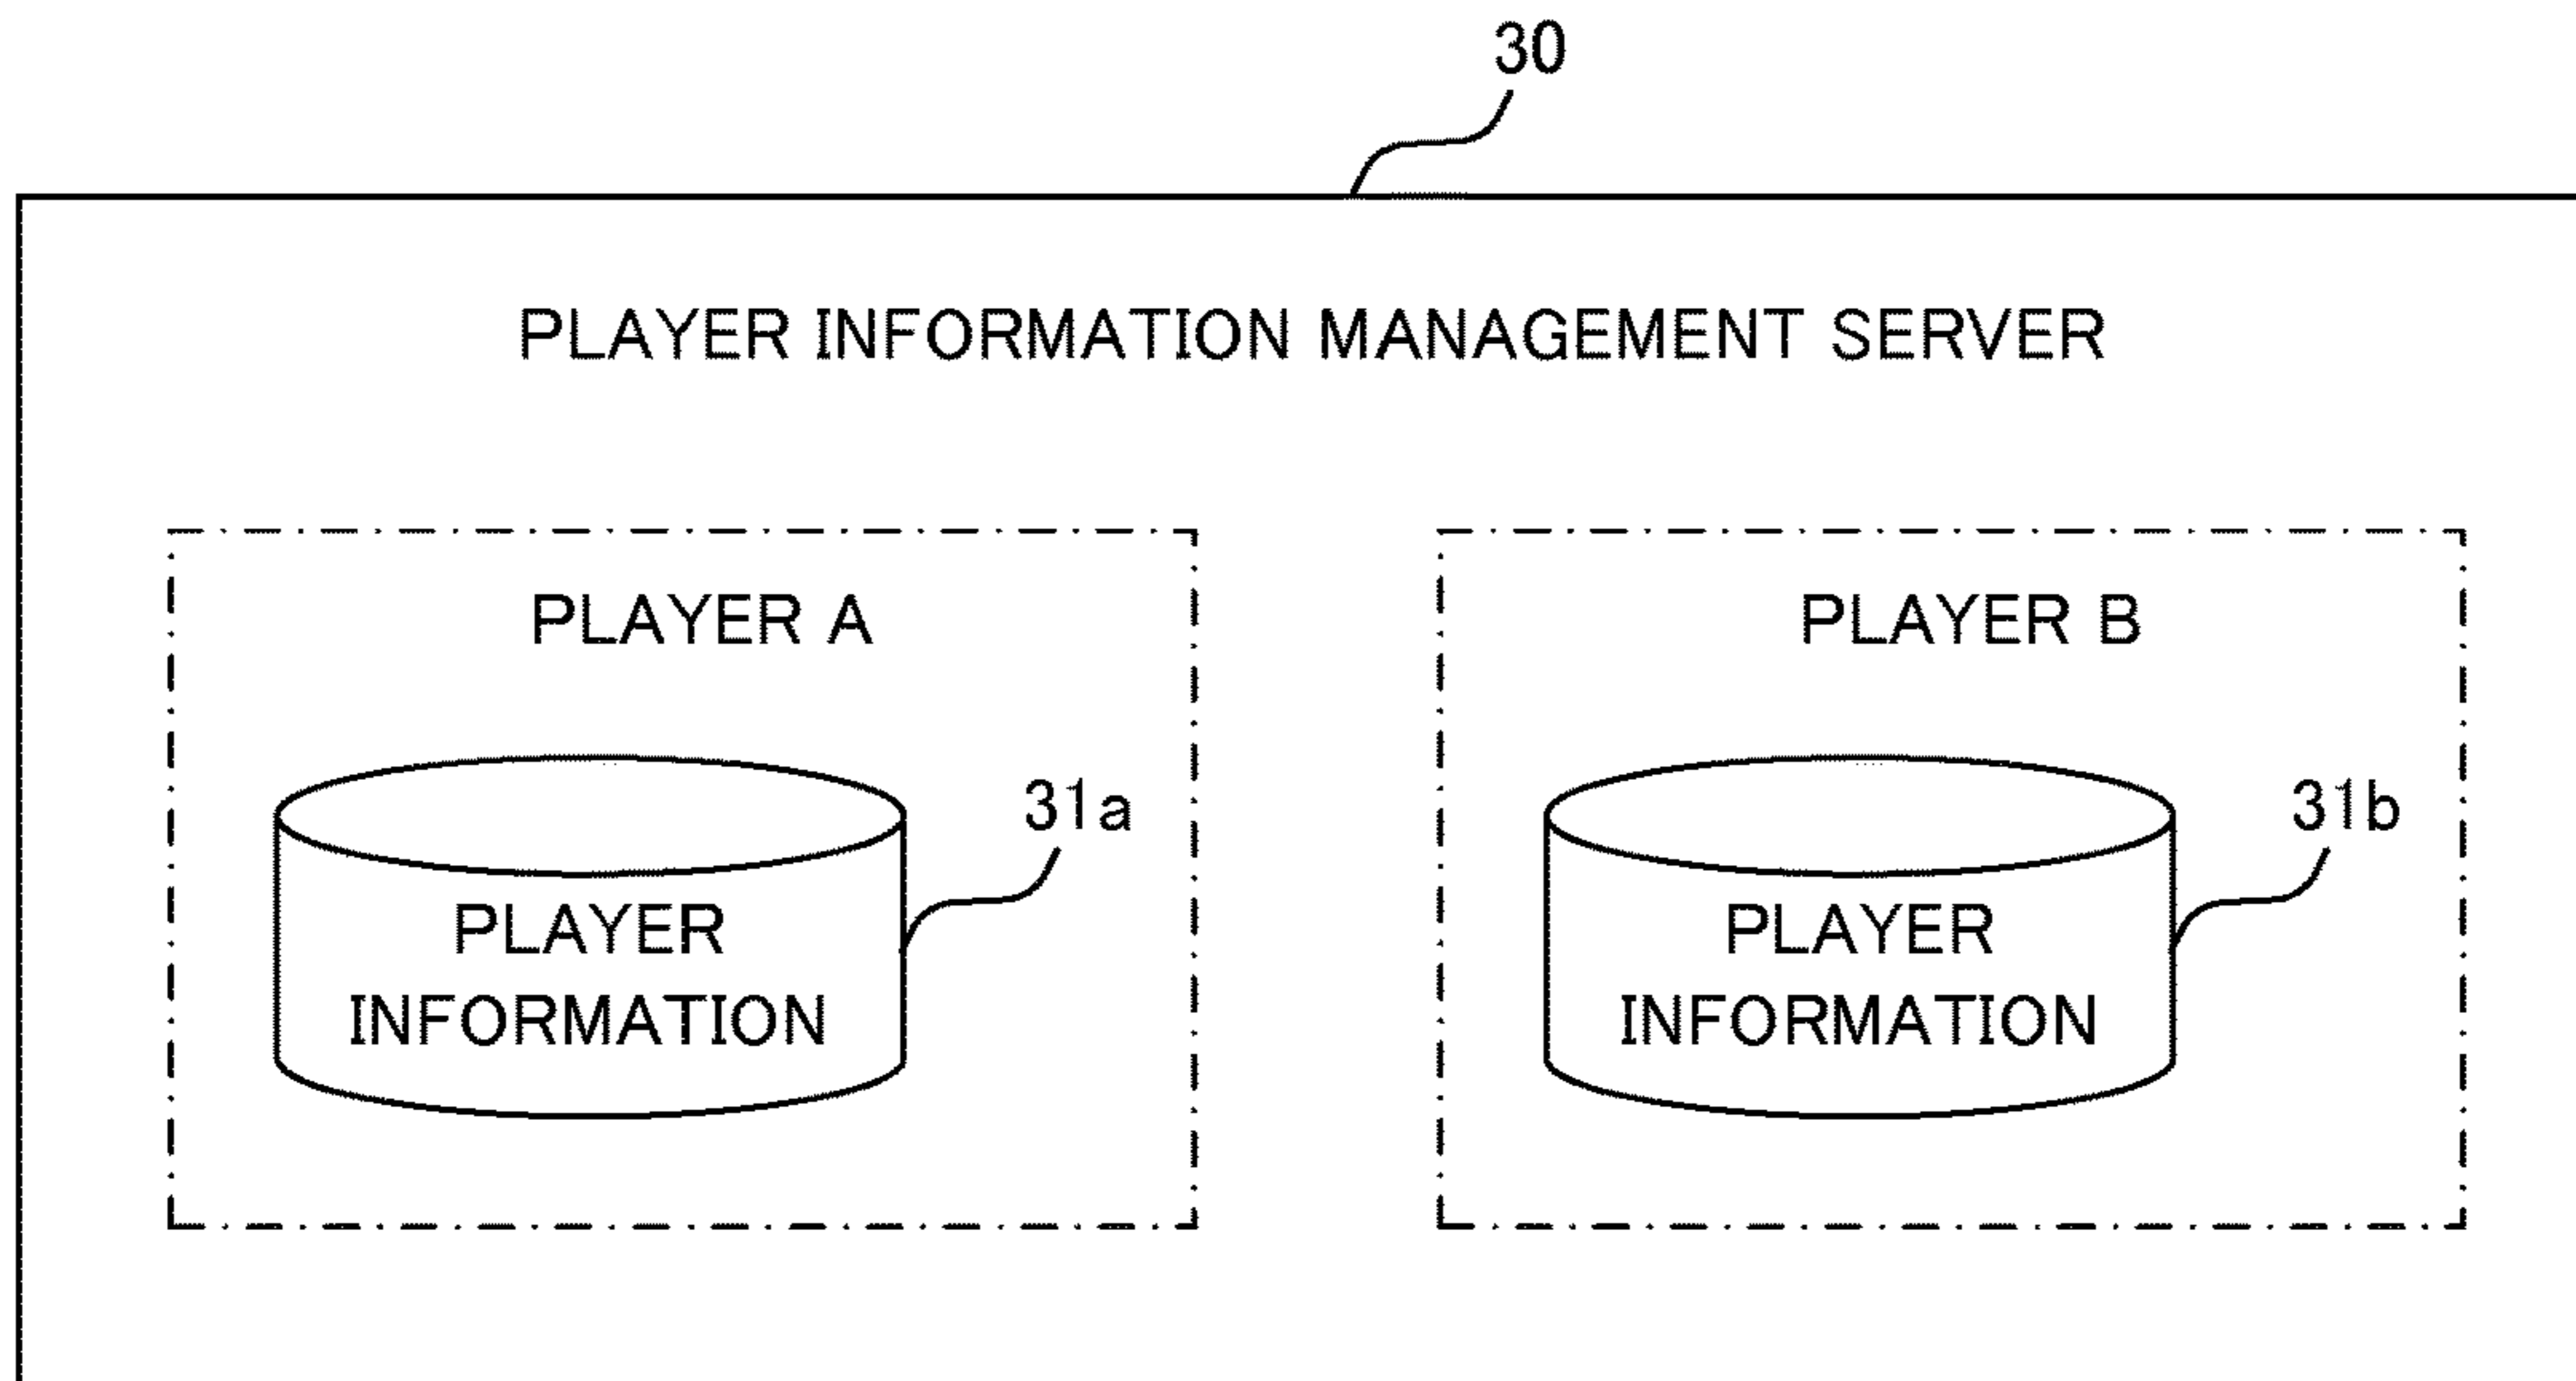 30
PLAYER INFORMATION MANAGEMENT SERVER
PLAYER A
31a
PLAYER
INFORMATION
PLAYER B
31b
PLAYER
INFORMATION